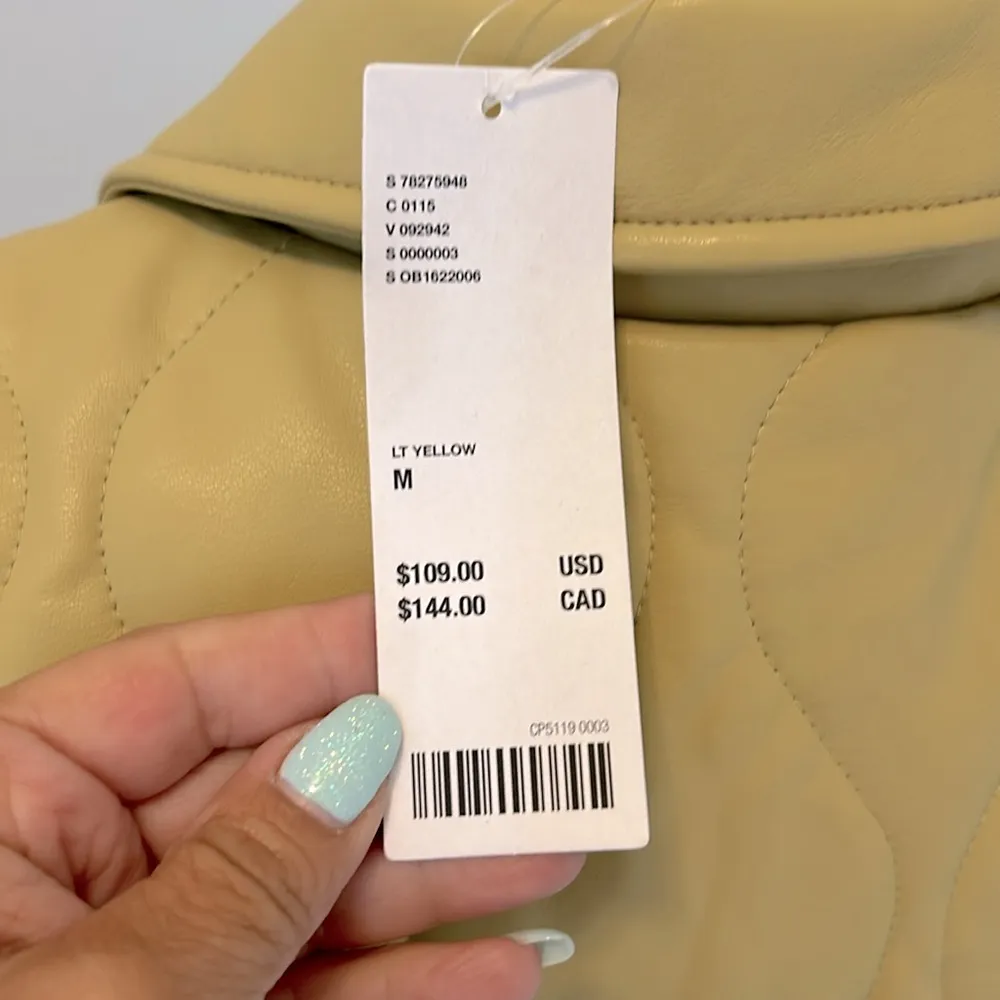 S 78275948
C 0115
V 092942
S 0000003
S OB1622006
LT YELLOW
M
$109.00 USD
$144.00 CAD
CP5119 0003